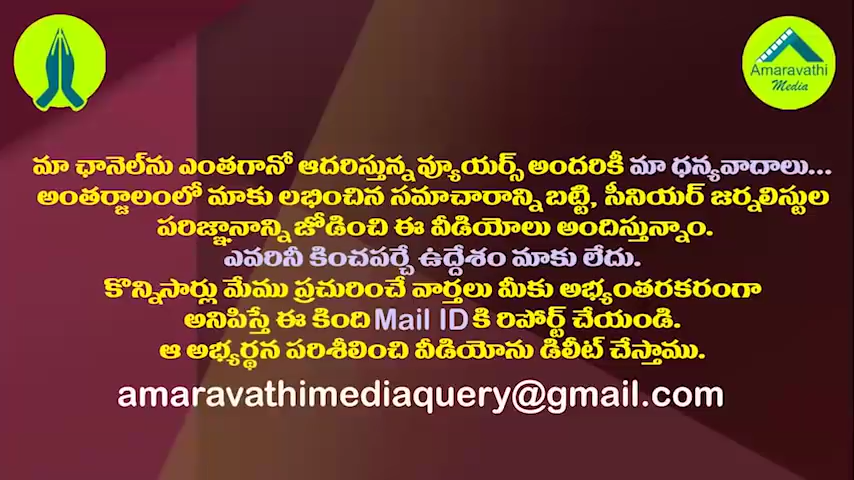 Amaravathi
Media
మా ఛానెల్‌ను ఎంతగానో ఆదరిస్తున్న వ్యూయర్స్ అందరికీ మా ధన్యవాదాలు...
అంతర్జాలంలో మాకు లభించిన సమాచారాన్ని బట్టి, సీనియర్ జర్నలిస్టుల
పరిజ్ఞానాన్ని జోడించి ఈ వీడియోలు అందిస్తున్నాం.
ఎవరినీ కించపర్చే ఉద్దేశం మాకు లేదు.
కొన్నిసార్లు మేము ప్రచురించే వార్తలు మీకు అభ్యంతరకరంగా
అనిపిస్తే ఈ కింది Mail ID కి రిపోర్ట్ చేయండి.
ఆ అభ్యర్థన పరిశీలించి వీడియోను డిలీట్ చేస్తాము.
amaravathimediaquery@gmail.com